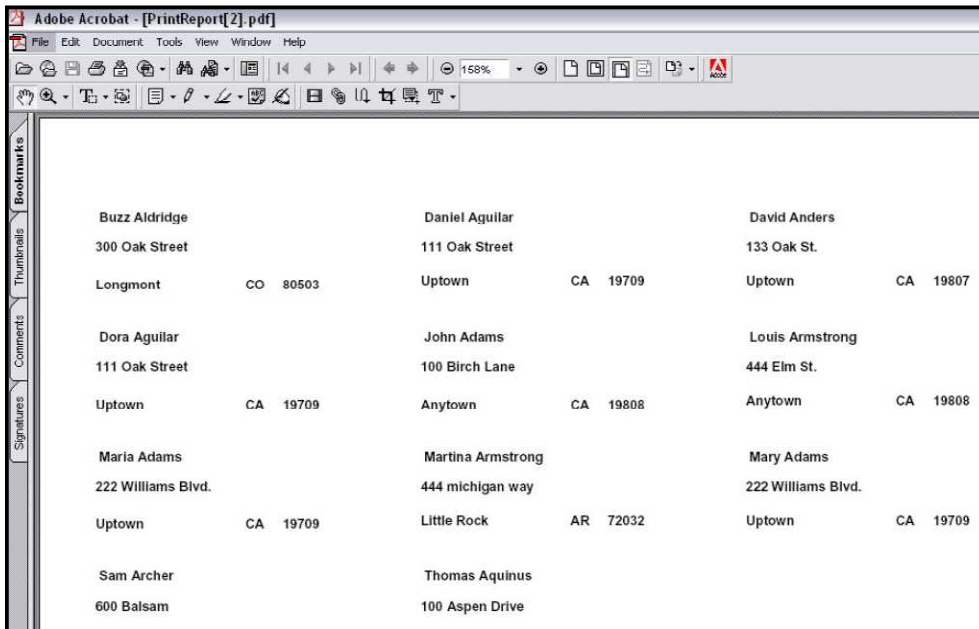 Adobe Acrobat - [PrintReport[2].pdf]
File Edit Document Tools View Window Help
158%
Adobe
Bookmarks
Thumbnails
Comments
Signatures
Buzz Aldridge Daniel Aguilar David Anders
300 Oak Street 111 Oak Street 133 Oak St.
Longmont CO 80503 Uptown CA 19709 Uptown CA 19807
Dora Aguilar John Adams Louis Armstrong
111 Oak Street 100 Birch Lane 444 Elm St.
Uptown CA 19709 Anytown CA 19808 Anytown CA 19808
Maria Adams Martina Armstrong Mary Adams
222 Williams Blvd. 444 michigan way 222 Williams Blvd.
Uptown CA 19709 Little Rock AR 72032 Uptown CA 19709
Sam Archer Thomas Aquinus
600 Balsam 100 Aspen Drive